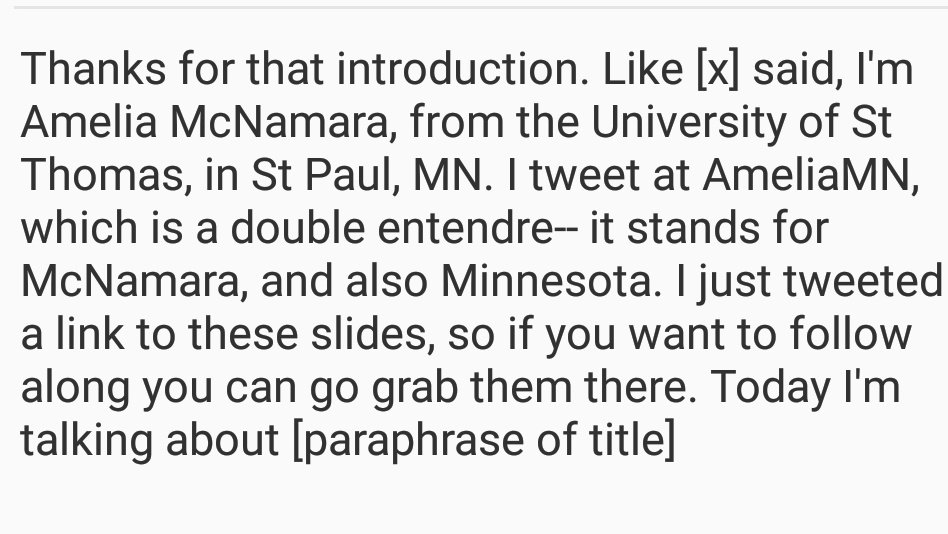 Thanks for that introduction. Like [x] said, I'm
Amelia McNamara, from the University of St
Thomas, in St Paul, MN. I tweet at AmeliaMN,
which is a double entendre-- it stands for
McNamara, and also Minnesota. I just tweeted
a link to these slides, so if you want to follow
along you can go grab them there. Today I'm
talking about [paraphrase of title]